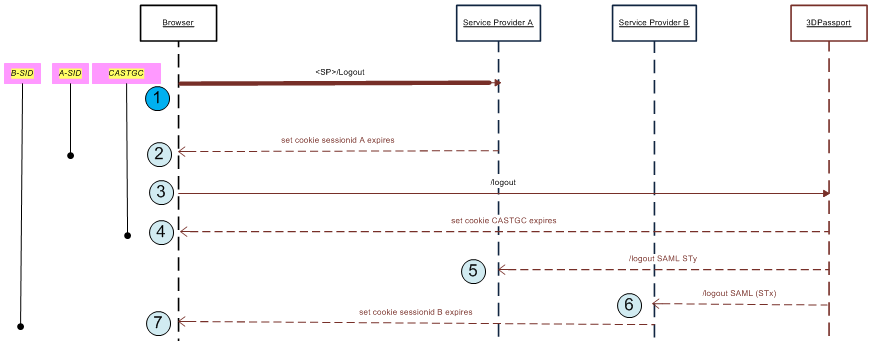 Browser
Service Provider A
Service Provider B
3DPassport
B-SID
A-SID
CASTGC
<SP>/Logout
1
set cookie sessionid A expires
2
/logout
3
set cookie CASTGC expires
4
/logout SAML STy
5
/logout SAML (STx)
6
set cookie sessionid B expires
7